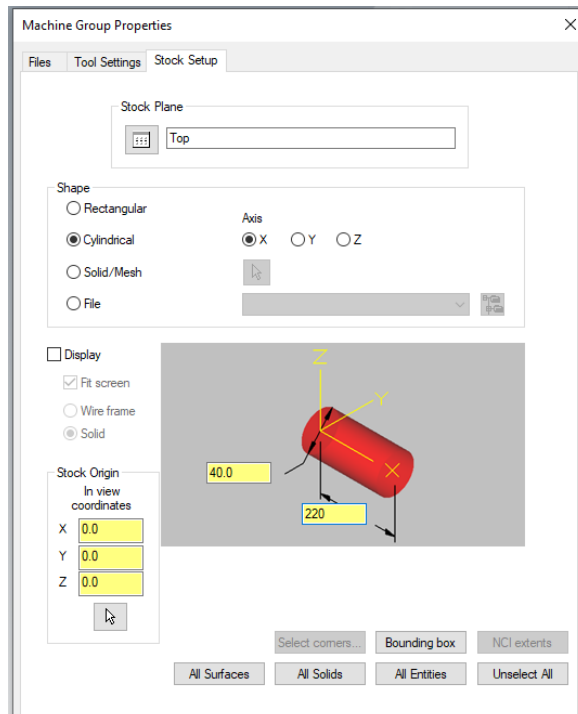 Machine Group Properties
Files Tool Settings Stock Setup
Stock Plane
Top
Shape
Rectangular
Axis
Cylindrical X Y Z
Solid/Mesh
File
Display
Fit screen
Wire frame
Solid
Z
Y
X
40.0
220
Stock Origin
In view
coordinates
X 0.0
Y 0.0
Z 0.0
Select corners... Bounding box NCI extents
All Surfaces All Solids All Entities Unselect All